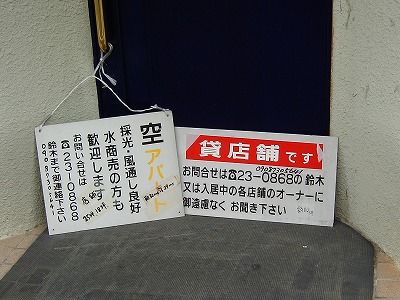 空アパート
採光・風通し良好
水商売の方も
歓迎します
お問い合せは
☎23-0868
鈴木まで御連絡下さい
貸店舗です
お問合せは☎23-0868の鈴木
又は入居中の各店舗のオーナーに
御遠慮なくお聞き下さい